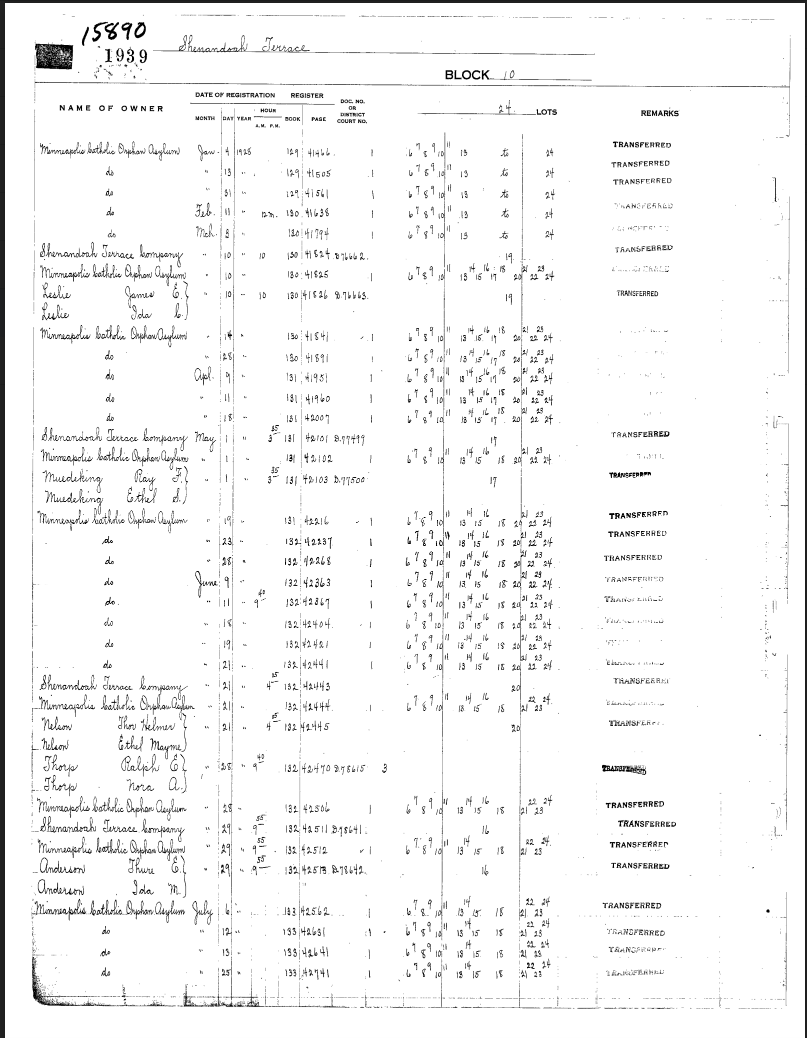 15890
1939
Shenandoah Terrace
BLOCK 10
NAME OF OWNER DATE OF REGISTRATION REGISTER DOC. NO. OR DISTRICT COURT NO. 24 LOTS REMARKS
MONTH DAY YEAR HOUR A.M. P.M. BOOK PAGE
Minneapolis Catholic Orphan Asylum Jan. 4 1928 129 41466 1 6 7 8 9 10 11 13 to 24 TRANSFERRED
do " 13 " 129 41505 1 6 7 8 9 10 11 13 to 24 TRANSFERRED
do " 31 " 129 41561 1 6 7 8 9 10 11 13 to 24 TRANSFERRED
do Feb. 11 " 12 m. 130 41638 1 6 7 8 9 10 11 13 to 24 TRANSFERRED
do Mch. 3 " 130 41794 1 6 7 8 9 10 11 13 to 24 TRANSFERRED
Shenandoah Terrace Company " 10 " 10 130 41824 D.76662 19 TRANSFERRED
Minneapolis Catholic Orphan Asylum " 10 " 130 41825 1 6 7 8 9 10 11 13 14 15 16 17 18 20 21 22 23 24 TRANSFERRED
Leslie James E. " 10 " 10 130 41826 D.76663 19 TRANSFERRED
Leslie Ida C.
Minneapolis Catholic Orphan Asylum " 14 " 130 41841 1 6 7 8 9 10 11 13 14 15 16 17 18 20 21 22 23 24
do " 28 " 130 41891 1 6 7 8 9 10 11 13 14 15 16 17 18 20 21 22 23 24
do Apl. 9 " 131 41951 1 6 7 8 9 10 11 13 14 15 16 17 18 20 21 22 23 24
do " 11 " 131 41960 1 6 7 8 9 10 11 13 14 15 16 17 18 20 21 22 23 24
do " 18 " 131 42007 1 6 7 8 9 10 11 13 14 15 16 17 18 20 21 22 23 24
Shenandoah Terrace Company May 1 " 3 35 131 42101 D.77499 17 TRANSFERRED
Minneapolis Catholic Orphan Asylum " 1 " 131 42102 1 6 7 8 9 10 11 13 14 15 16 18 20 21 22 23 24
Muedeking Ray F. " 1 " 3 35 131 42103 D.77500 17 TRANSFERRED
Muedeking Ethel S.
Minneapolis Catholic Orphan Asylum " 19 " 131 42216 1 6 7 8 9 10 11 13 14 15 16 18 20 21 22 23 24 TRANSFERRED
do " 23 " 132 42237 1 6 7 8 9 10 11 13 14 15 16 18 20 21 22 23 24 TRANSFERRED
do " 28 " 132 42268 1 6 7 8 9 10 11 13 14 15 16 18 20 21 22 23 24 TRANSFERRED
do June 9 " 132 42363 1 6 7 8 9 10 11 13 14 15 16 18 20 21 22 23 24 TRANSFERRED
do. " 11 " 9 40 132 42367 1 6 7 8 9 10 11 13 14 15 16 18 20 21 22 23 24 TRANSFERRED
do " 18 " 132 42404 1 6 7 8 9 10 11 13 14 15 16 18 20 21 22 23 24 TRANSFERRED
do " 19 " 132 42421 1 6 7 8 9 10 11 13 14 15 16 18 20 21 22 23 24
do " 21 " 132 42441 1 6 7 8 9 10 11 13 14 15 16 18 20 21 22 23 24 TRANSFERRED
Shenandoah Terrace Company " 21 " 4 35 132 42443 20 TRANSFERRED
Minneapolis Catholic Orphan Asylum " 21 " 132 42444 1 6 7 8 9 10 11 13 14 15 16 18 21 22 23 24 TRANSFERRED
Nelson Thor Helmer " 21 " 4 35 132 42445 20 TRANSFERRED
Nelson Ethel Mayme
Thorp Ralph E. " 28 " 9 40 132 42470 D.78615 3 TRANSFERRED
Thorp Nora A.
Minneapolis Catholic Orphan Asylum " 28 " 132 42506 1 6 7 8 9 10 11 13 14 15 16 18 21 22 23 24 TRANSFERRED
Shenandoah Terrace Company " 29 " 9 55 132 42511 D.78641 16 TRANSFERRED
Minneapolis Catholic Orphan Asylum " 29 " 9 55 132 42512 1 6 7 8 9 10 11 13 14 15 18 21 22 23 24 TRANSFERRED
Anderson Thure E. " 29 " 9 55 132 42513 D.78642 16 TRANSFERRED
Anderson Ida M.
Minneapolis Catholic Orphan Asylum July 6 " 133 42562 1 6 7 8 9 10 11 13 14 15 18 21 22 23 24 TRANSFERRED
do " 12 " 133 42631 1 6 7 8 9 10 11 13 14 15 18 21 22 23 24 TRANSFERRED
do " 13 " 133 42641 1 6 7 8 9 10 11 13 14 15 18 21 22 23 24 TRANSFERRED
do " 25 " 133 42741 1 6 7 8 9 10 11 13 14 15 18 21 22 23 24 TRANSFERRED